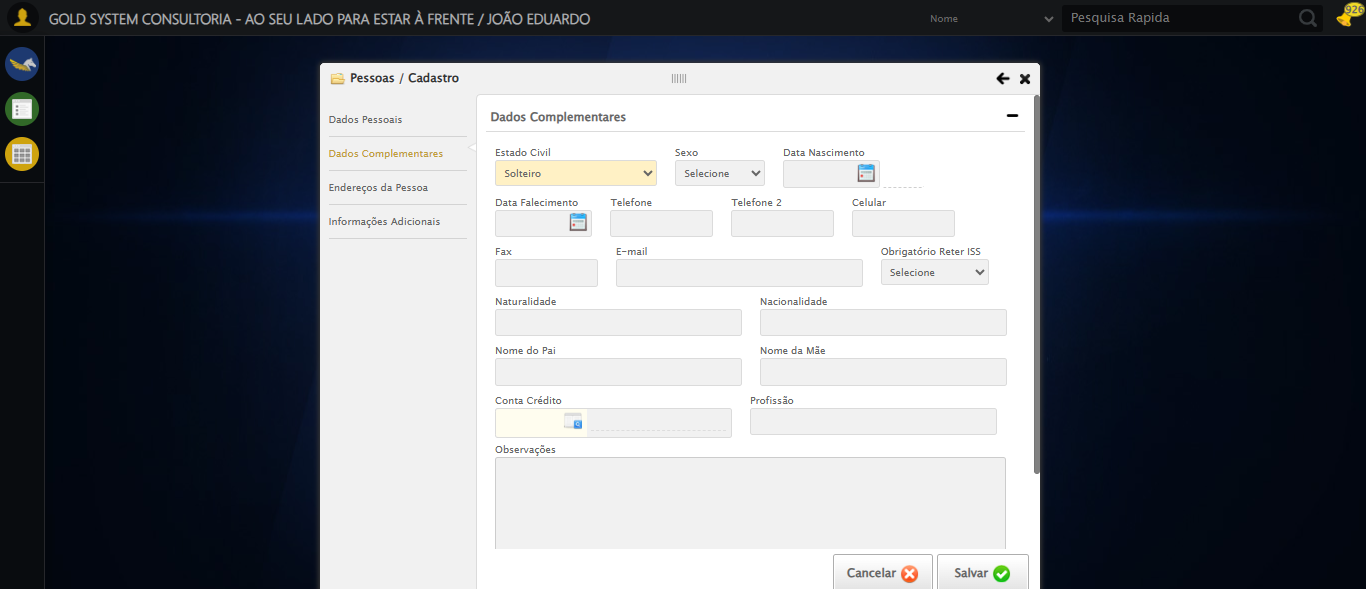 GOLD SYSTEM CONSULTORIA - AO SEU LADO PARA ESTAR À FRENTE / JOÃO EDUARDO
Nome
Pesquisa Rapida
926
Pessoas / Cadastro
Dados Pessoais
Dados Complementares
Endereços da Pessoa
Informações Adicionais
Dados Complementares
Estado Civil Sexo Data Nascimento
Solteiro Selecione
Data Falecimento Telefone Telefone 2 Celular
Fax E-mail Obrigatório Reter ISS
Selecione
Naturalidade Nacionalidade
Nome do Pai Nome da Mãe
Conta Crédito Profissão
Observações
Cancelar Salvar